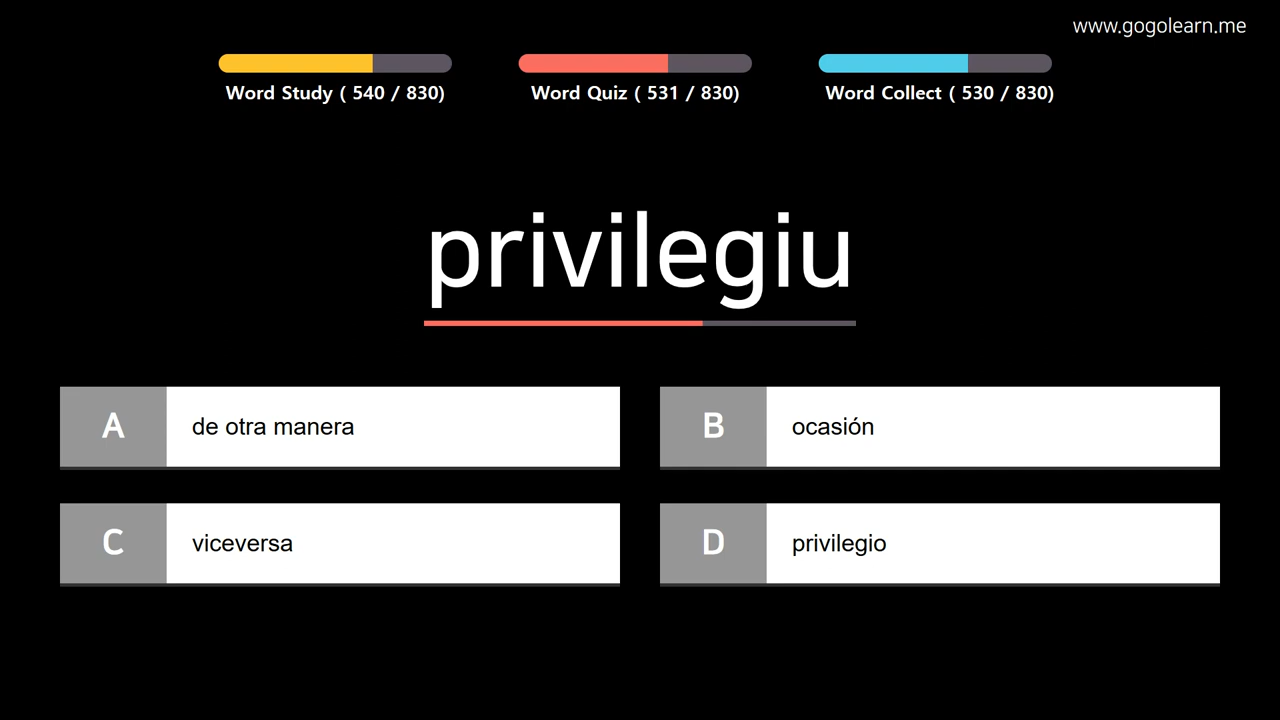 www.gogolearn.me
Word Study ( 540 / 830)
Word Quiz ( 531 / 830)
Word Collect ( 530 / 830)
privilegiu
A de otra manera
B ocasión
C viceversa
D privilegio